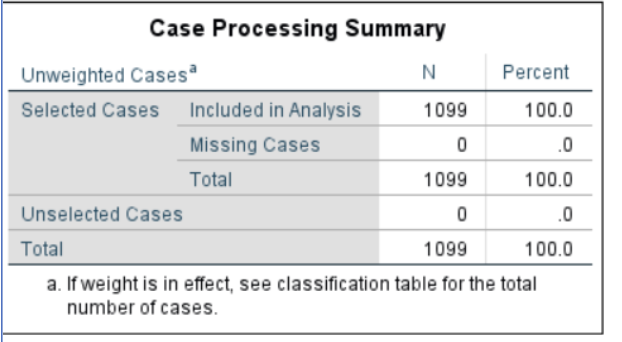 Case Processing Summary
Unweighted Casesᵃ N Percent
Selected Cases Included in Analysis 1099 100.0
Missing Cases 0 .0
Total 1099 100.0
Unselected Cases 0 .0
Total 1099 100.0
a. If weight is in effect, see classification table for the total
number of cases.